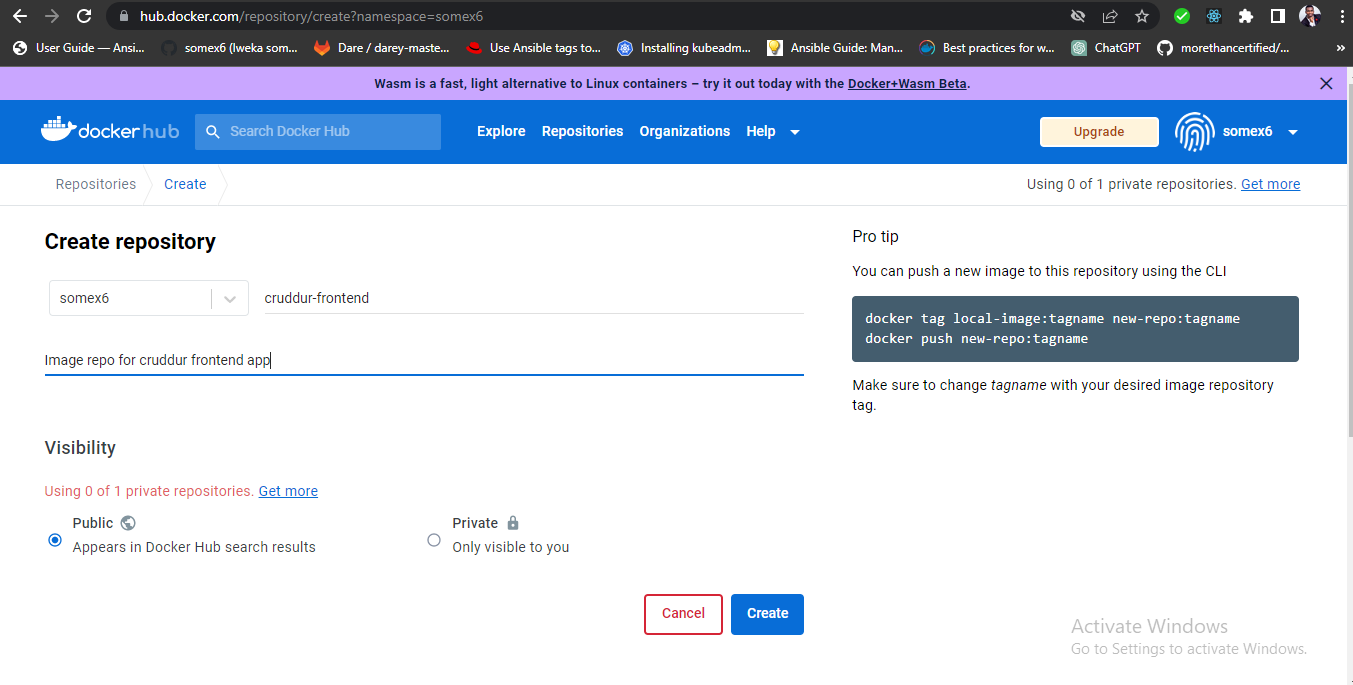 hub.docker.com/repository/create?namespace=somex6
User Guide — Ansi... somex6 (Iweka som... Dare / darey-maste... Use Ansible tags to... Installing kubeadm... Ansible Guide: Man... Best practices for w... ChatGPT morethancertified/... »
Wasm is a fast, light alternative to Linux containers – try it out today with the Docker+Wasm Beta.
dockerhub Search Docker Hub Explore Repositories Organizations Help Upgrade somex6
Repositories Create Using 0 of 1 private repositories. Get more
Create repository
somex6 cruddur-frontend
Image repo for cruddur frontend app
Visibility
Using 0 of 1 private repositories. Get more
Public
Appears in Docker Hub search results
Private
Only visible to you
Cancel Create
Pro tip
You can push a new image to this repository using the CLI
docker tag local-image:tagname new-repo:tagname
docker push new-repo:tagname
Make sure to change tagname with your desired image repository
tag.
Activate Windows
Go to Settings to activate Windows.